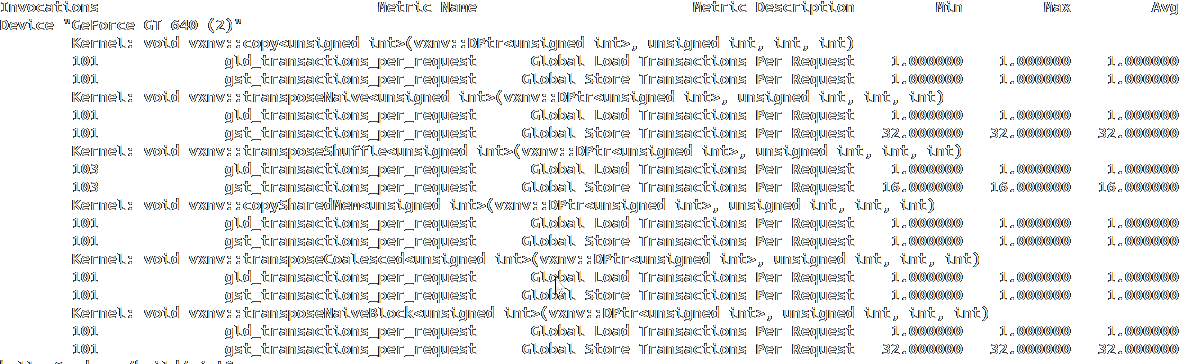 Invocations Metric Name Metric Description Min Max Avg
Device "GeForce GT 640 (2)"
Kernel: void vxnv::copy<unsigned int>(vxnv::DPtr<unsigned int>, unsigned int, int, int)
101 gld_transactions_per_request Global Load Transactions Per Request 1.000000 1.000000 1.000000
101 gst_transactions_per_request Global Store Transactions Per Request 1.000000 1.000000 1.000000
Kernel: void vxnv::transposeNaive<unsigned int>(vxnv::DPtr<unsigned int>, unsigned int, int, int)
101 gld_transactions_per_request Global Load Transactions Per Request 1.000000 1.000000 1.000000
101 gst_transactions_per_request Global Store Transactions Per Request 32.000000 32.000000 32.000000
Kernel: void vxnv::transposeShuffle<unsigned int>(vxnv::DPtr<unsigned int>, unsigned int, int, int)
103 gld_transactions_per_request Global Load Transactions Per Request 1.000000 1.000000 1.000000
103 gst_transactions_per_request Global Store Transactions Per Request 16.000000 16.000000 16.000000
Kernel: void vxnv::copySharedMem<unsigned int>(vxnv::DPtr<unsigned int>, unsigned int, int, int)
101 gld_transactions_per_request Global Load Transactions Per Request 1.000000 1.000000 1.000000
101 gst_transactions_per_request Global Store Transactions Per Request 1.000000 1.000000 1.000000
Kernel: void vxnv::transposeCoalesced<unsigned int>(vxnv::DPtr<unsigned int>, unsigned int, int, int)
101 gld_transactions_per_request Global Load Transactions Per Request 1.000000 1.000000 1.000000
101 gst_transactions_per_request Global Store Transactions Per Request 1.000000 1.000000 1.000000
Kernel: void vxnv::transposeNaiveBlock<unsigned int>(vxnv::DPtr<unsigned int>, unsigned int, int, int)
101 gld_transactions_per_request Global Load Transactions Per Request 1.000000 1.000000 1.000000
101 gst_transactions_per_request Global Store Transactions Per Request 32.000000 32.000000 32.000000